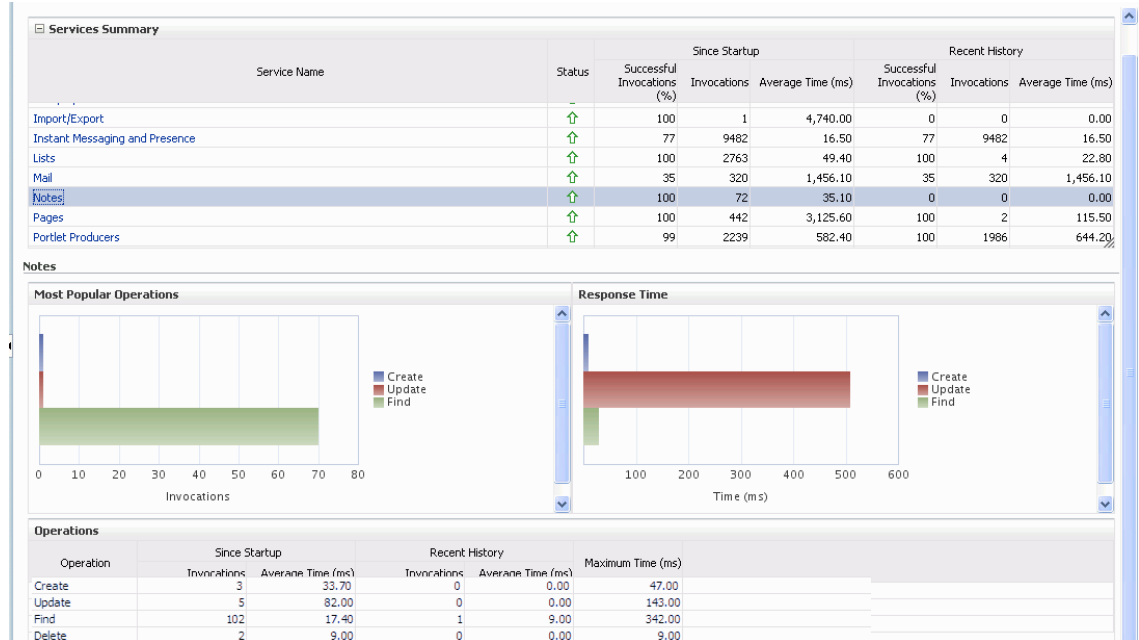 Services Summary
Since Startup Recent History
Service Name Status Successful Invocations (%) Invocations Average Time (ms) Successful Invocations (%) Invocations Average Time (ms)
Import/Export 100 1 4,740.00 0 0 0.00
Instant Messaging and Presence 77 9482 16.50 77 9482 16.50
Lists 100 2763 49.40 100 4 22.80
Mail 35 320 1,456.10 35 320 1,456.10
Notes 100 72 35.10 0 0 0.00
Pages 100 442 3,125.60 100 2 115.50
Portlet Producers 99 2239 582.40 100 1986 644.20
Notes
Most Popular Operations
Create
Update
Find
0 10 20 30 40 50 60 70 80
Invocations
Response Time
Create
Update
Find
100 200 300 400 500 600
Time (ms)
Operations
Since Startup Recent History
Operation Invocations Average Time (ms) Invocations Average Time (ms) Maximum Time (ms)
Create 3 33.70 0 0.00 47.00
Update 5 82.00 0 0.00 143.00
Find 102 17.40 1 9.00 342.00
Delete 2 9.00 0 0.00 9.00